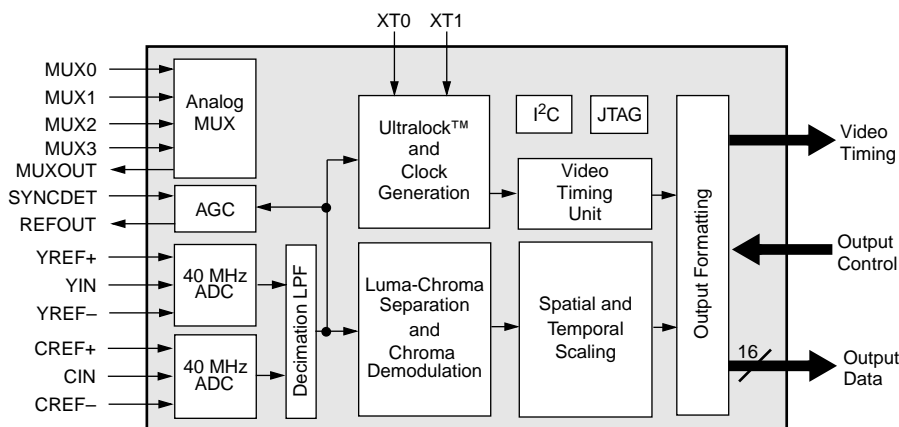 XT0 XT1
MUX0
MUX1
MUX2
MUX3
MUXOUT
SYNCDET
REFOUT
YREF+
YIN
YREF–
CREF+
CIN
CREF–
Analog
MUX
AGC
40 MHz
ADC
40 MHz
ADC
Decimation LPF
Ultralock™
and
Clock
Generation
Luma-Chroma
Separation
and
Chroma
Demodulation
I²C
JTAG
Video
Timing
Unit
Spatial and
Temporal
Scaling
Output Formatting
Video
Timing
Output
Control
16
Output
Data